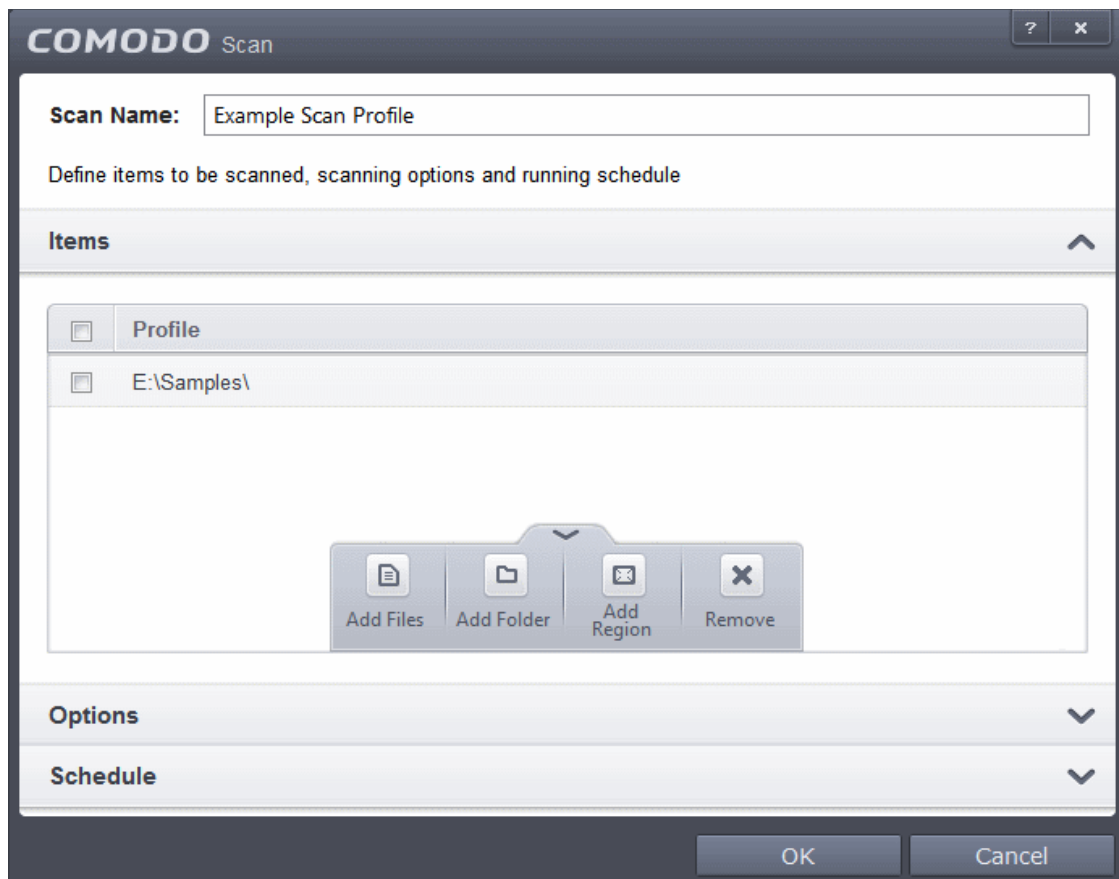 COMODO Scan
?
Scan Name: Example Scan Profile
Define items to be scanned, scanning options and running schedule
Items
Profile
E:\Samples\
Add Files
Add Folder
Add
Region
Remove
Options
Schedule
OK
Cancel